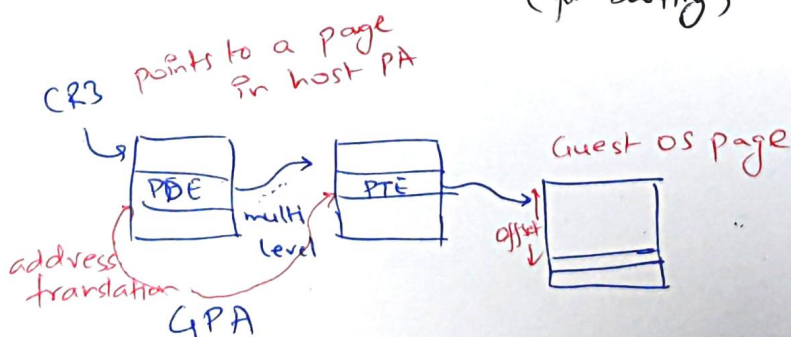 points to a page
in host PA
CR3
Guest OS page
PDE
multi
level
PTE
offset
address
translation
GPA